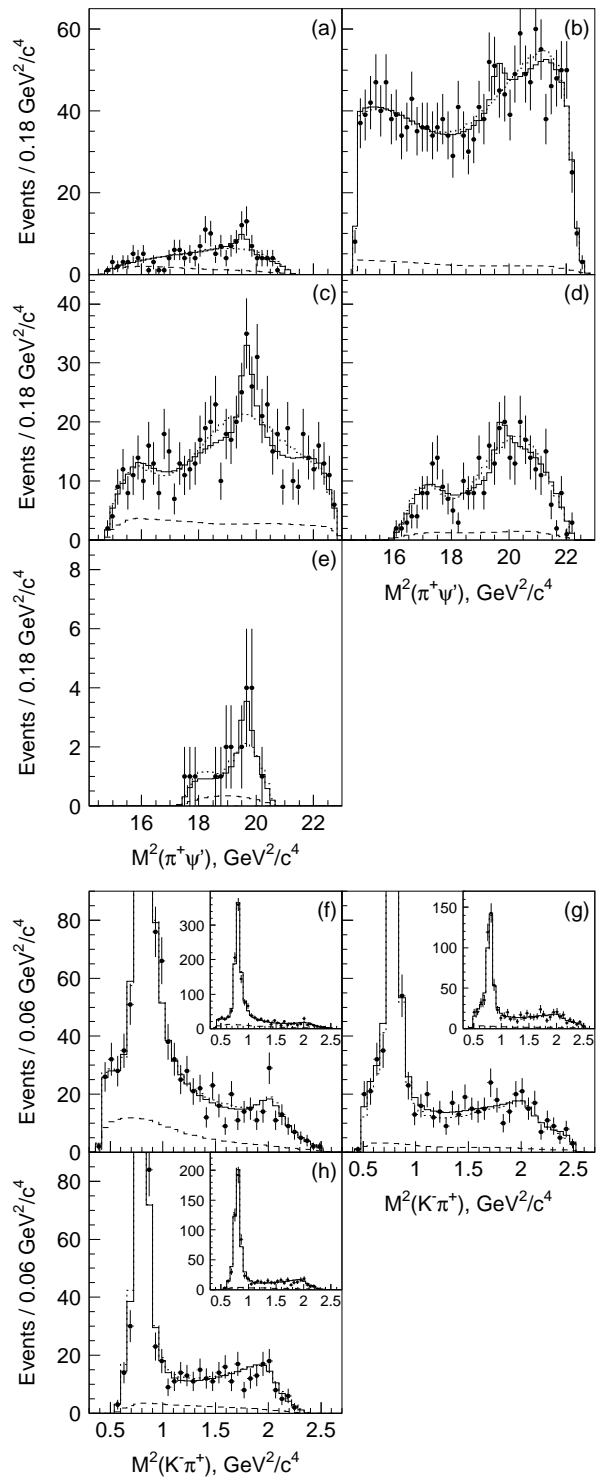 (a)
(b)
Events / 0.18 GeV²/c⁴
60
40
20
0
(c)
(d)
Events / 0.18 GeV²/c⁴
40
30
20
10
0
16 18 20 22
M²(π⁺ψ'), GeV²/c⁴
(e)
Events / 0.18 GeV²/c⁴
8
6
4
2
0
16 18 20 22
M²(π⁺ψ'), GeV²/c⁴
(f)
(g)
Events / 0.06 GeV²/c⁴
80
60
40
20
0
300
200
100
0
0.5 1 1.5 2 2.5
150
100
50
0
0.5 1 1.5 2 2.5
0.5 1 1.5 2 2.5
M²(K⁻π⁺), GeV²/c⁴
(h)
Events / 0.06 GeV²/c⁴
80
60
40
20
0
200
150
100
50
0
0.5 1 1.5 2 2.5
0.5 1 1.5 2 2.5
M²(K⁻π⁺), GeV²/c⁴